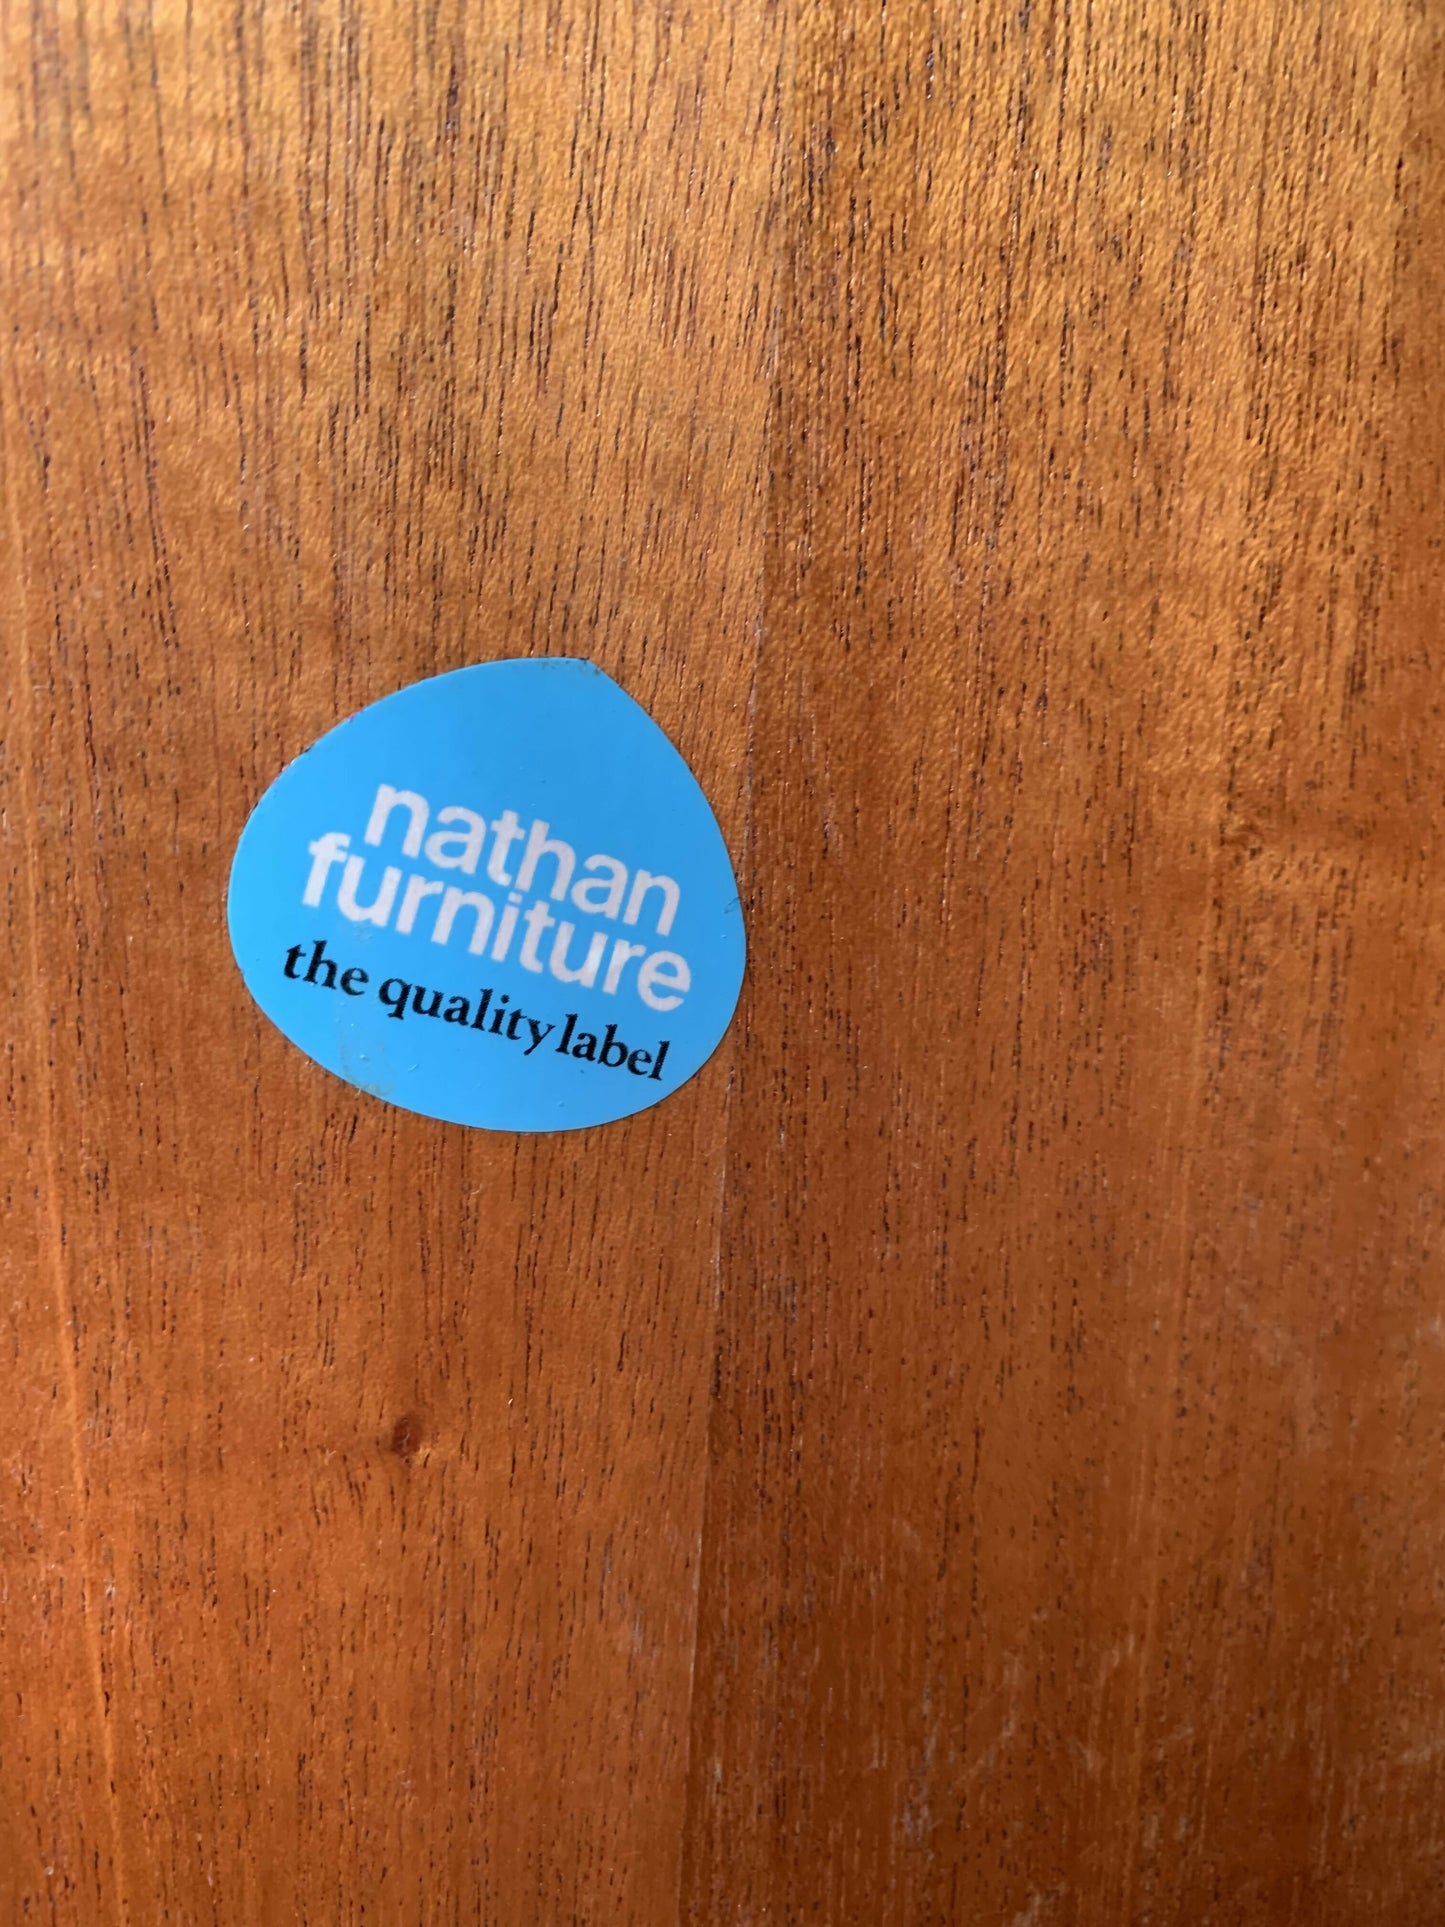 nathan
furniture
the quality label